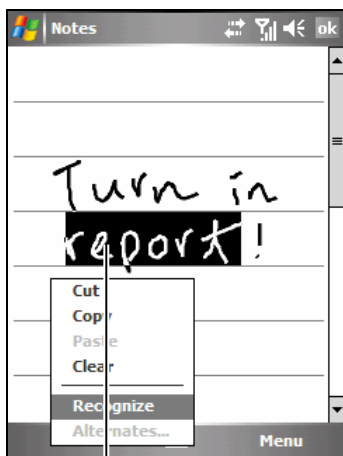 Notes
ok
Turn in
report!
Cut
Copy
Paste
Clear
Recognize
Alternates...
Menu